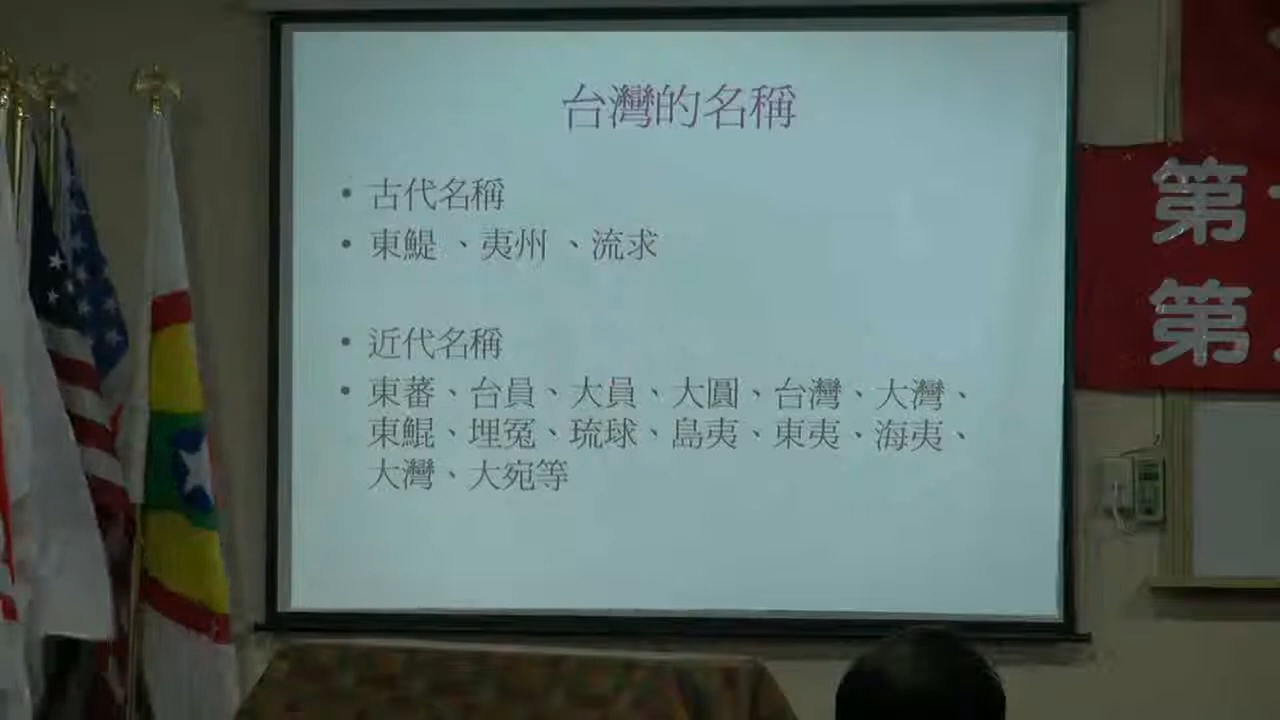 台灣的名稱
• 古代名稱
• 東鯷、夷州、流求
• 近代名稱
• 東蕃、台員、大員、大圓、台灣、大灣、
東鯤、埋冤、琉球、島夷、東夷、海夷、
大灣、大宛等
第
第